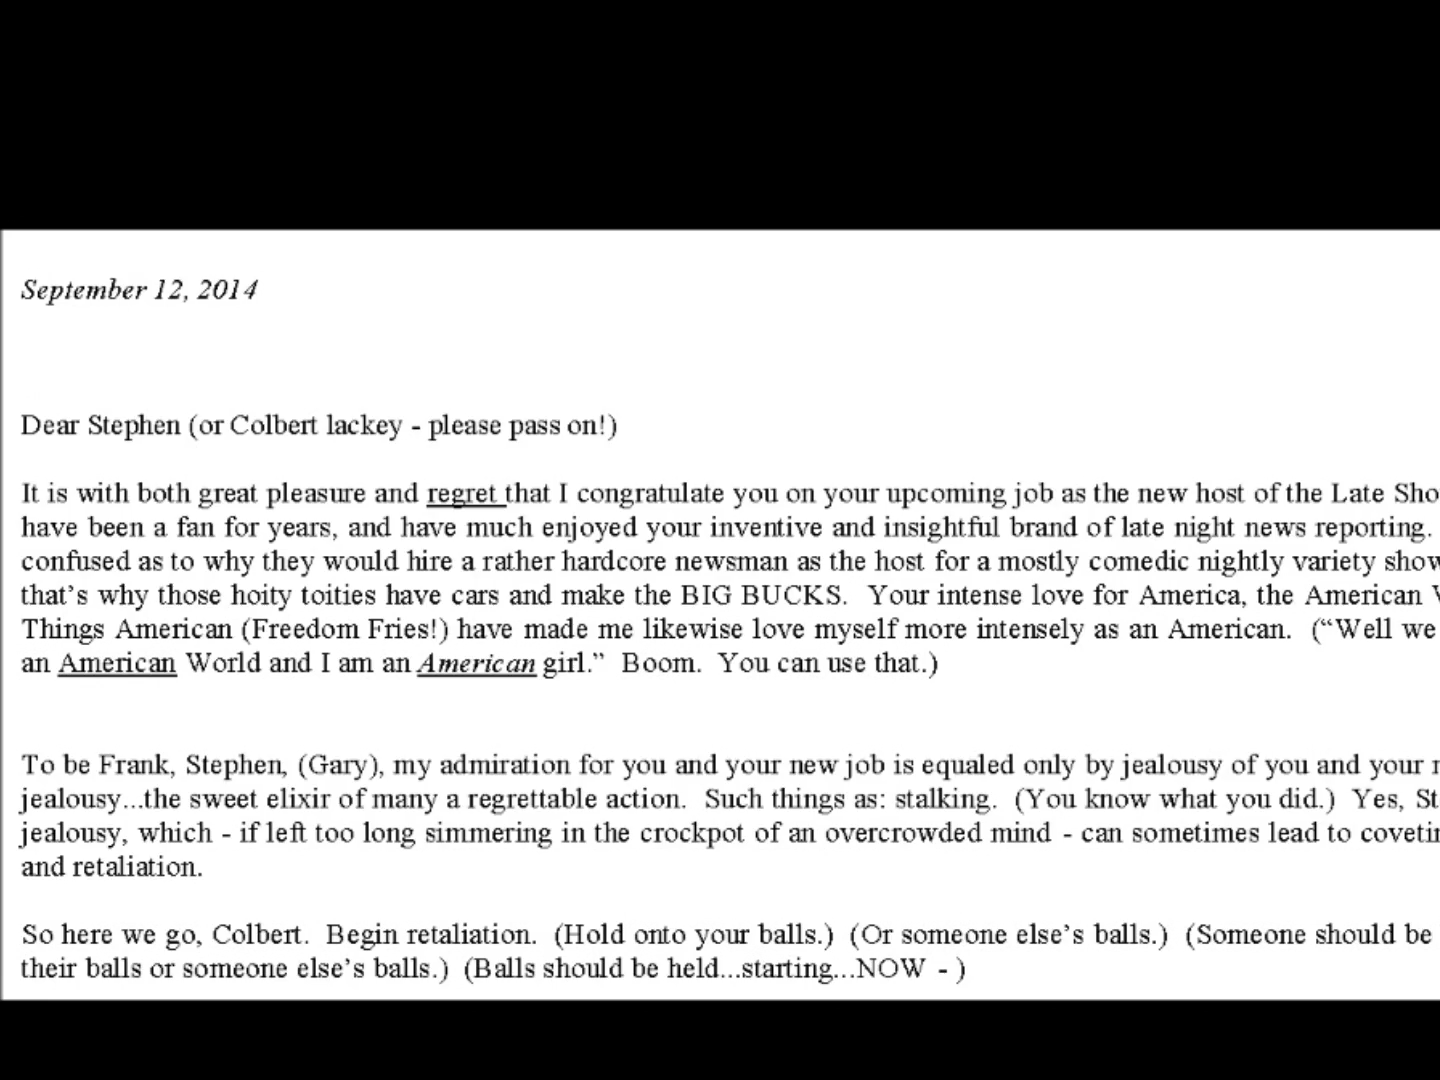 September 12, 2014
Dear Stephen (or Colbert lackey - please pass on!)
It is with both great pleasure and regret that I congratulate you on your upcoming job as the new host of the Late Sho
have been a fan for years, and have much enjoyed your inventive and insightful brand of late night news reporting.
confused as to why they would hire a rather hardcore newsman as the host for a mostly comedic nightly variety show
that’s why those hoity toities have cars and make the BIG BUCKS.  Your intense love for America, the American
Things American (Freedom Fries!) have made me likewise love myself more intensely as an American.  (“Well we
an American World and I am an American girl.”  Boom.  You can use that.)
To be Frank, Stephen, (Gary), my admiration for you and your new job is equaled only by jealousy of you and your
jealousy...the sweet elixir of many a regrettable action.  Such things as: stalking.  (You know what you did.)  Yes, St
jealousy, which - if left too long simmering in the crockpot of an overcrowded mind - can sometimes lead to coveti
and retaliation.
So here we go, Colbert.  Begin retaliation.  (Hold onto your balls.)  (Or someone else’s balls.)  (Someone should be
their balls or someone else’s balls.)  (Balls should be held...starting...NOW - )